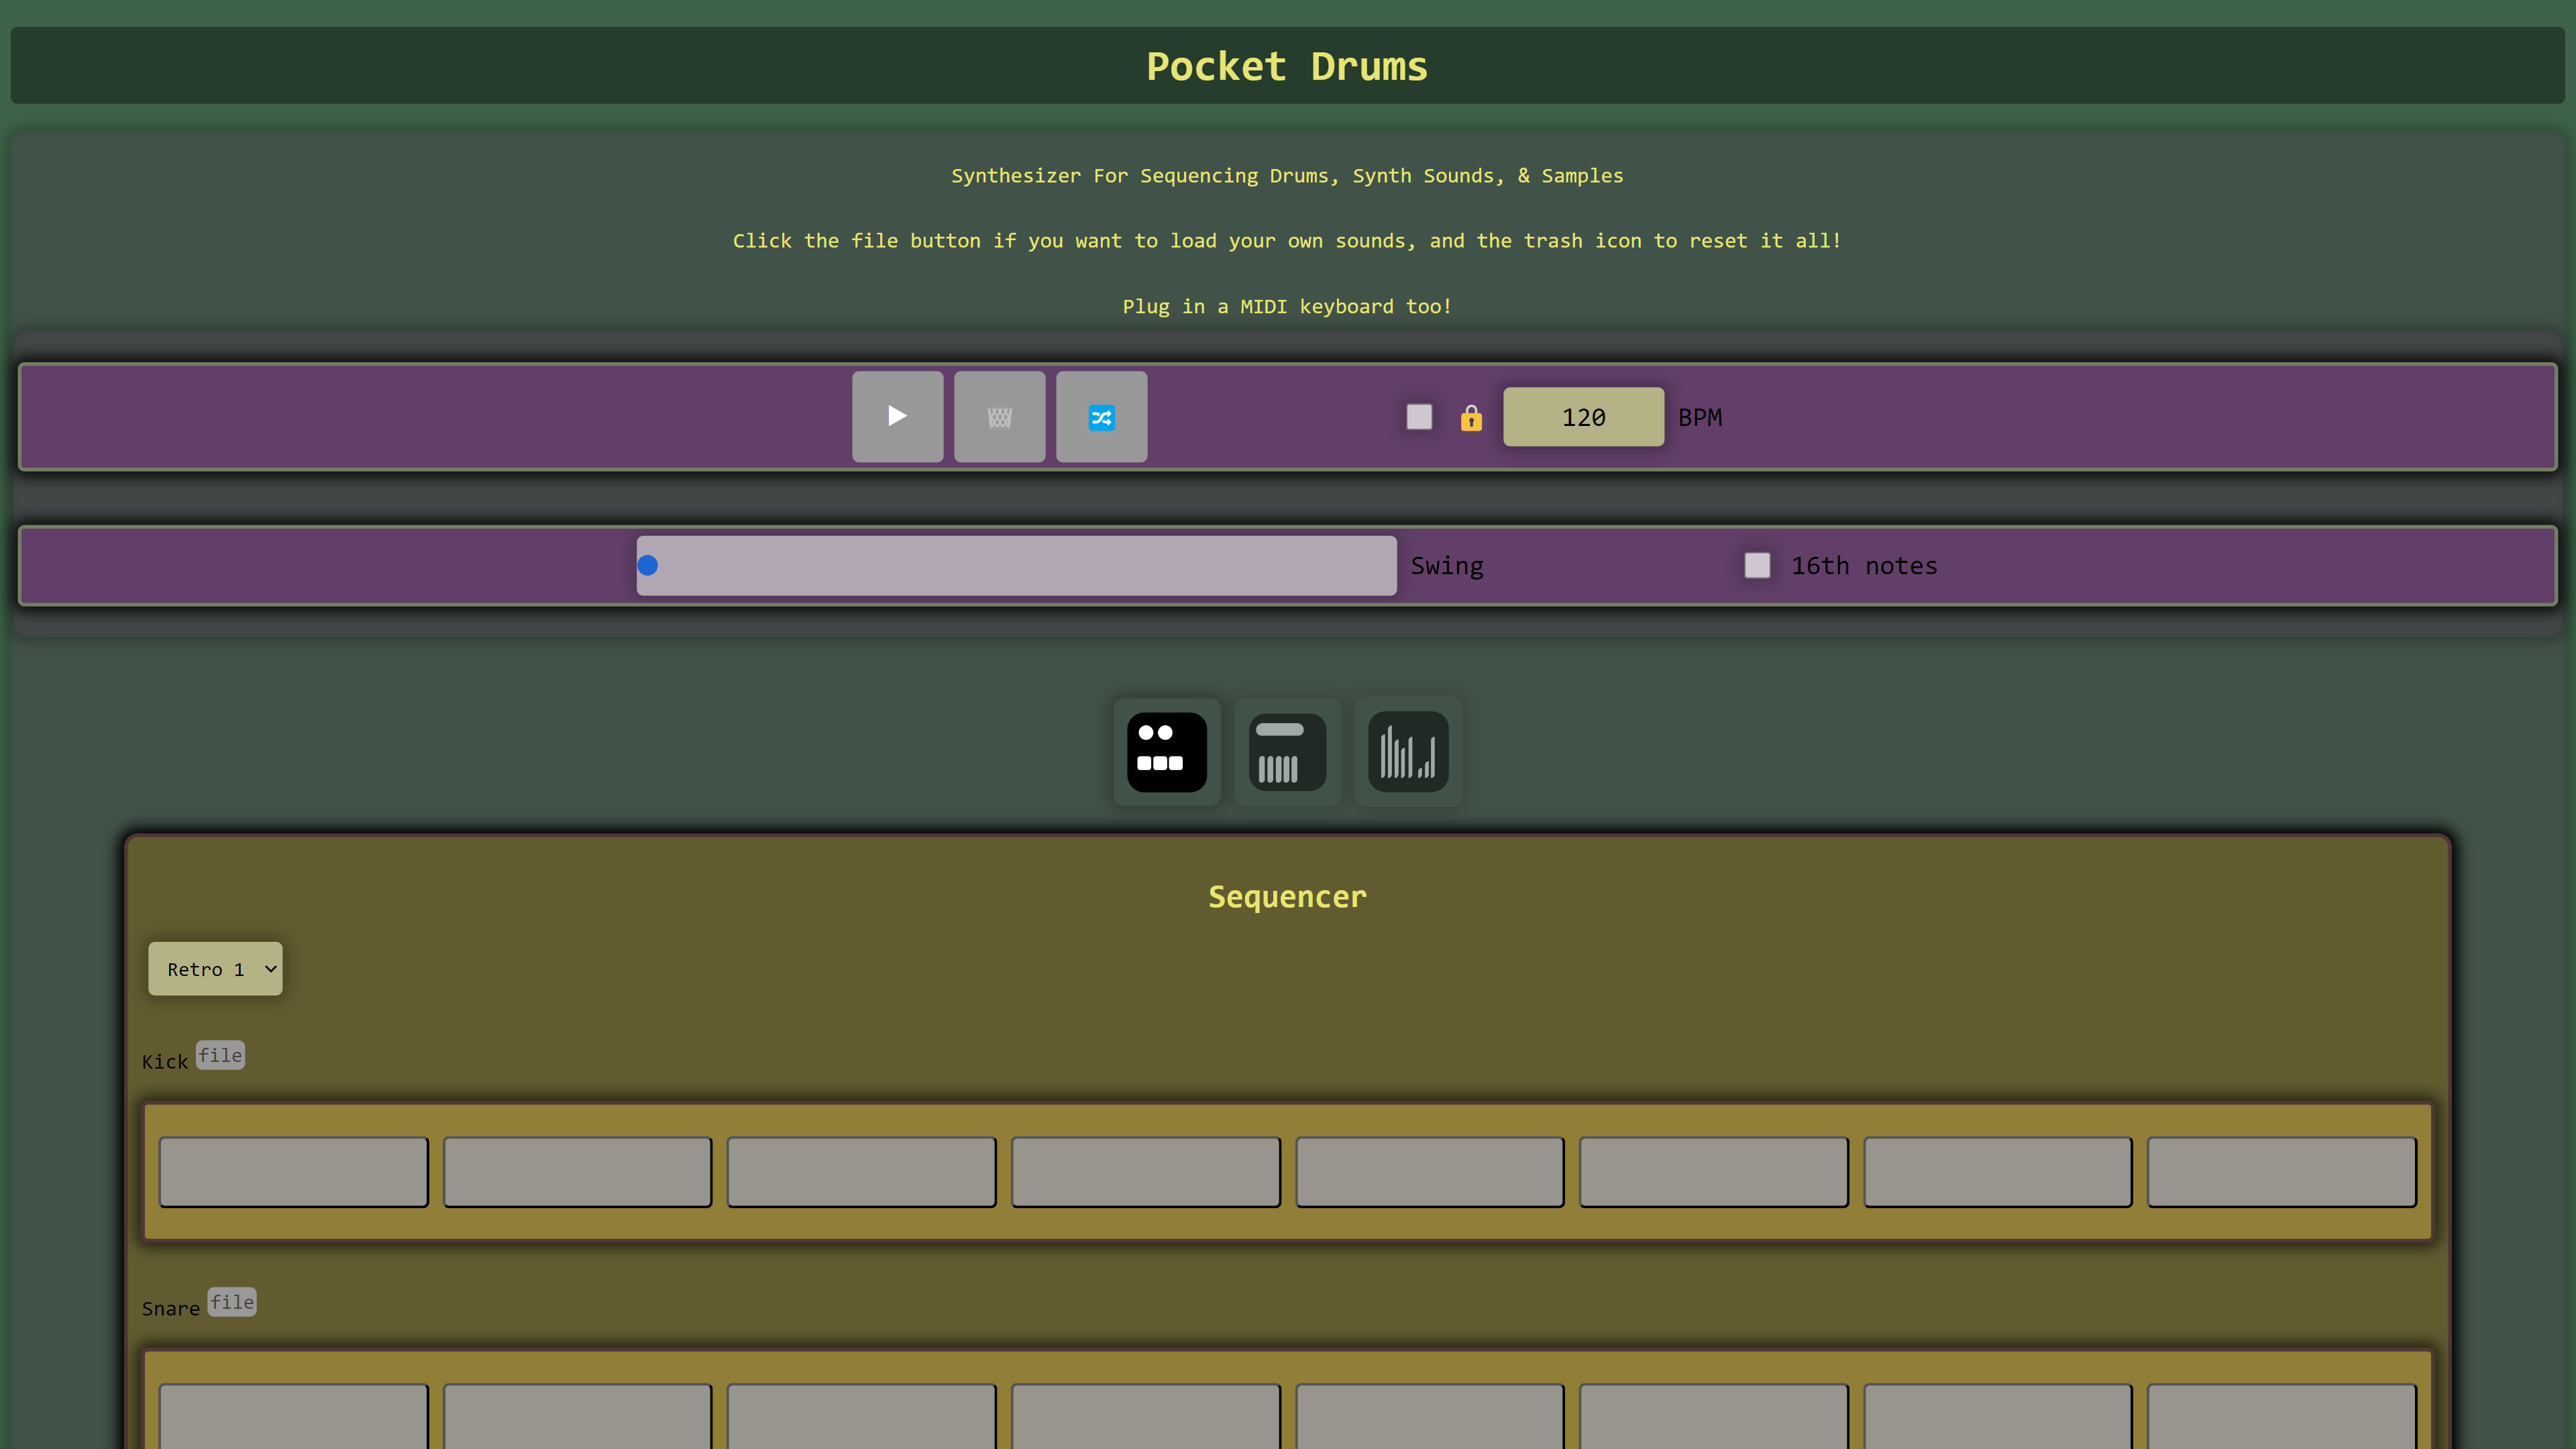 Pocket Drums
Synthesizer For Sequencing Drums, Synth Sounds, & Samples
Click the file button if you want to load your own sounds, and the trash icon to reset it all!
Plug in a MIDI keyboard too!
120 BPM
Swing 16th notes
Sequencer
Retro 1
Kick file
Snare file